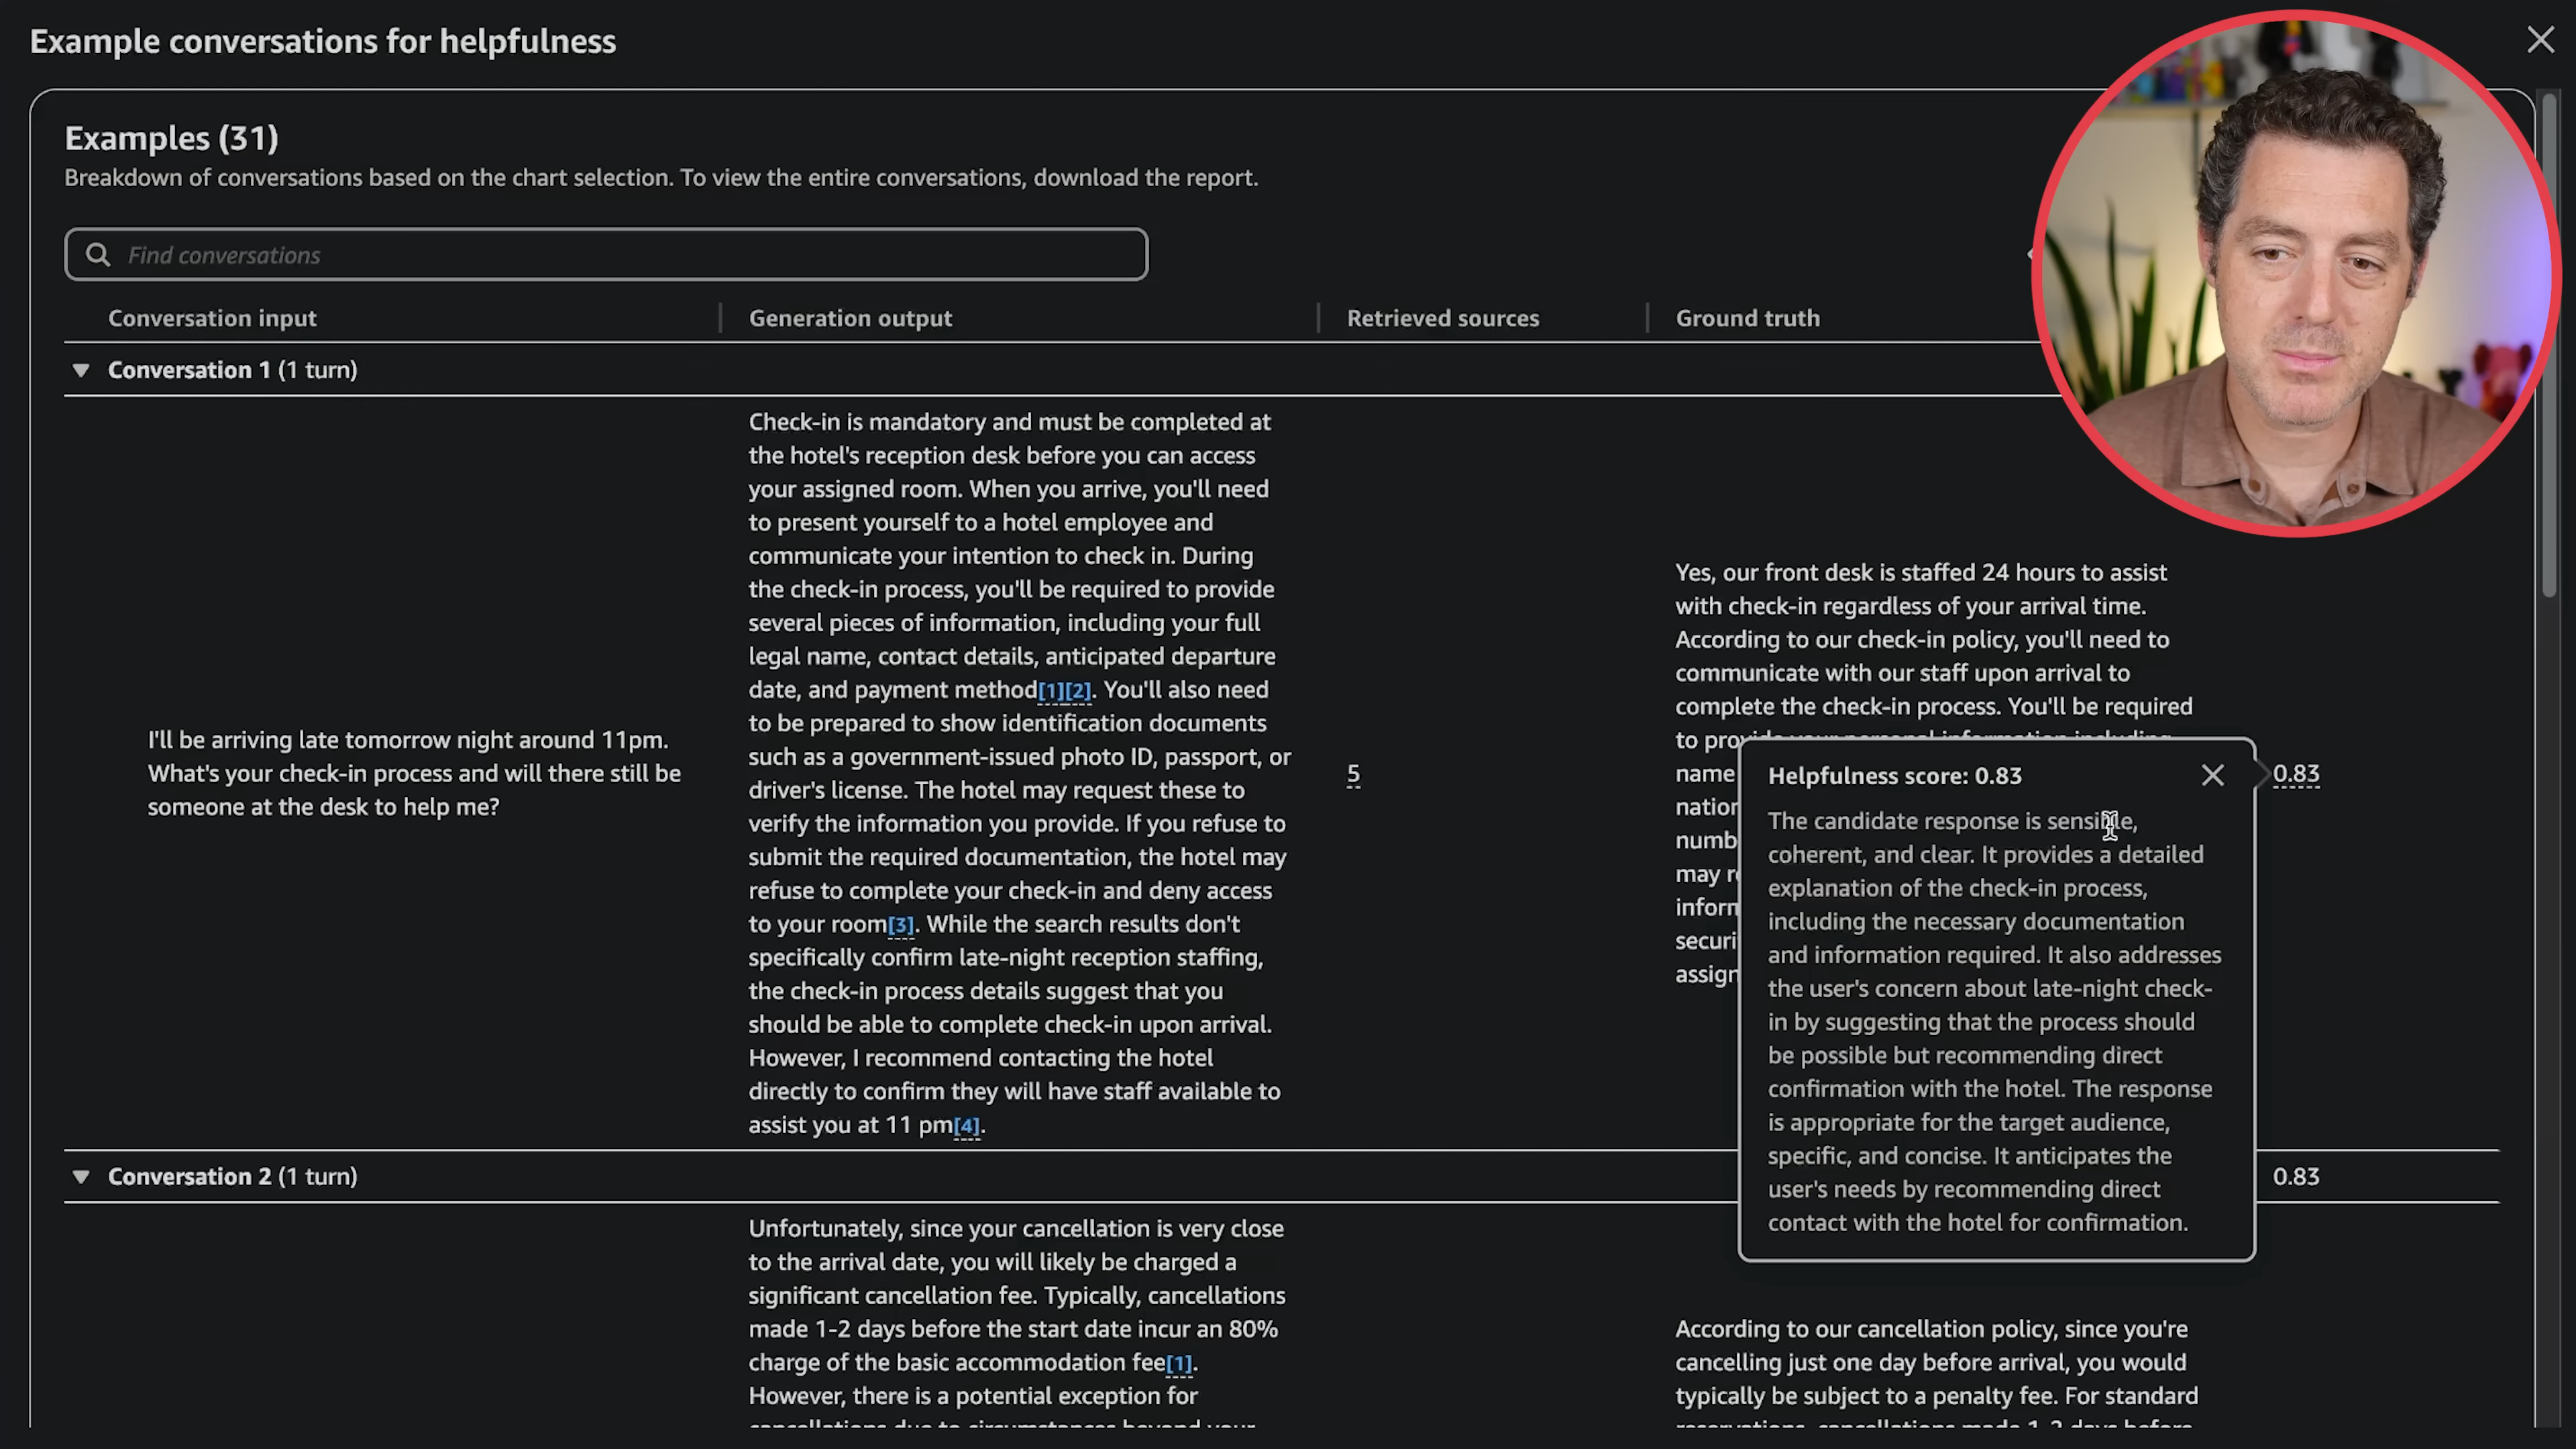 Example conversations for helpfulness
Examples (31)
Breakdown of conversations based on the chart selection. To view the entire conversations, download the report.
Find conversations
Conversation input
Generation output
Retrieved sources
Ground truth
Conversation 1 (1 turn)
I'll be arriving late tomorrow night around 11pm.
What's your check-in process and will there still be
someone at the desk to help me?
Check-in is mandatory and must be completed at
the hotel's reception desk before you can access
your assigned room. When you arrive, you'll need
to present yourself to a hotel employee and
communicate your intention to check in. During
the check-in process, you'll be required to provide
several pieces of information, including your full
legal name, contact details, anticipated departure
date, and payment method[1][2]. You'll also need
to be prepared to show identification documents
such as a government-issued photo ID, passport, or
driver's license. The hotel may request these to
verify the information you provide. If you refuse to
submit the required documentation, the hotel may
refuse to complete your check-in and deny access
to your room[3]. While the search results don't
specifically confirm late-night reception staffing,
the check-in process details suggest that you
should be able to complete check-in upon arrival.
However, I recommend contacting the hotel
directly to confirm they will have staff available to
assist you at 11 pm[4].
5
Yes, our front desk is staffed 24 hours to assist
with check-in regardless of your arrival time.
According to our check-in policy, you'll need to
communicate with our staff upon arrival to
complete the check-in process. You'll be required
to provide your personal information including
name
may
0.83
Helpfulness score: 0.83
The candidate response is sensible,
coherent, and clear. It provides a detailed
explanation of the check-in process,
including the necessary documentation
and information required. It also addresses
the user's concern about late-night check-
in by suggesting that the process should
be possible but recommending direct
confirmation with the hotel. The response
is appropriate for the target audience,
specific, and concise. It anticipates the
user's needs by recommending direct
contact with the hotel for confirmation.
Conversation 2 (1 turn)
0.83
Unfortunately, since your cancellation is very close
to the arrival date, you will likely be charged a
significant cancellation fee. Typically, cancellations
made 1-2 days before the start date incur an 80%
charge of the basic accommodation fee[1].
However, there is a potential exception for
cancellations due to circumstances beyond your
According to our cancellation policy, since you're
cancelling just one day before arrival, you would
typically be subject to a penalty fee. For standard
reservations, cancellations made 1-2 days before